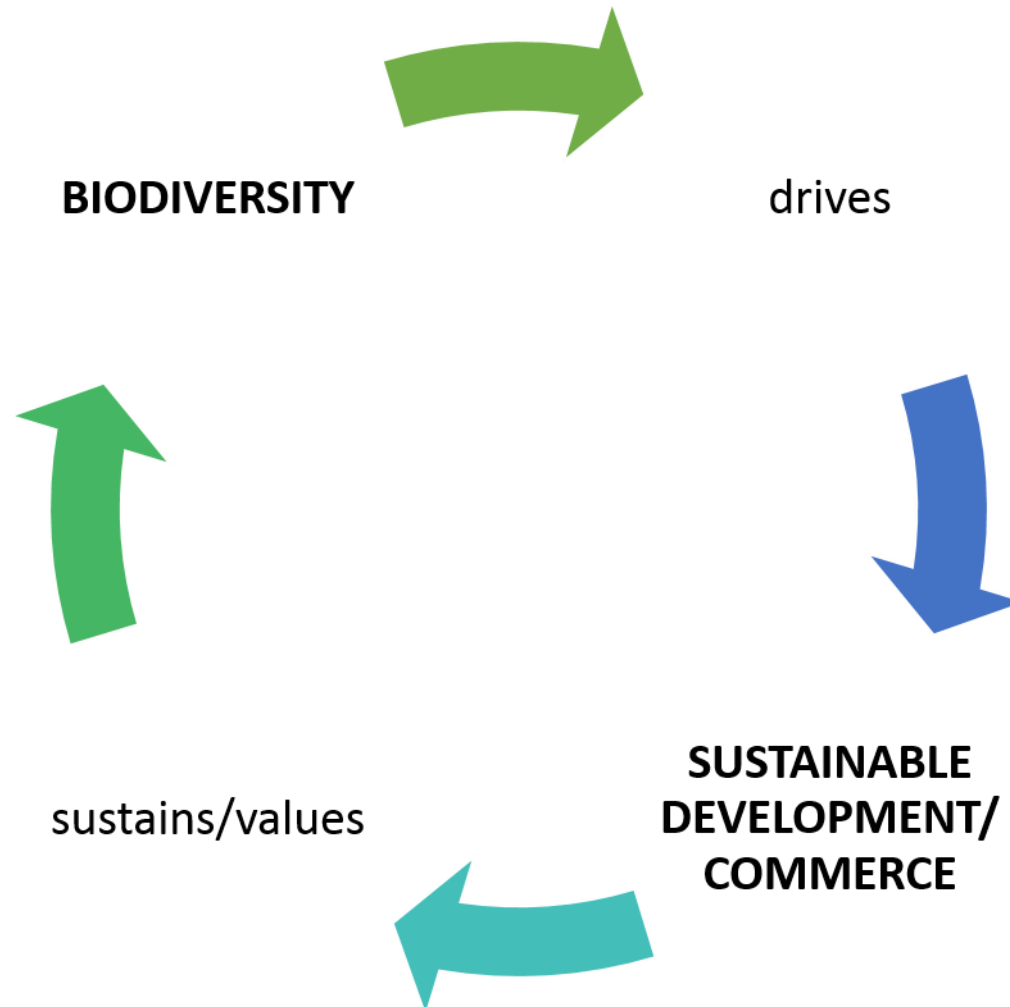 BIODIVERSITY
drives
SUSTAINABLE
DEVELOPMENT/
COMMERCE
sustains/values